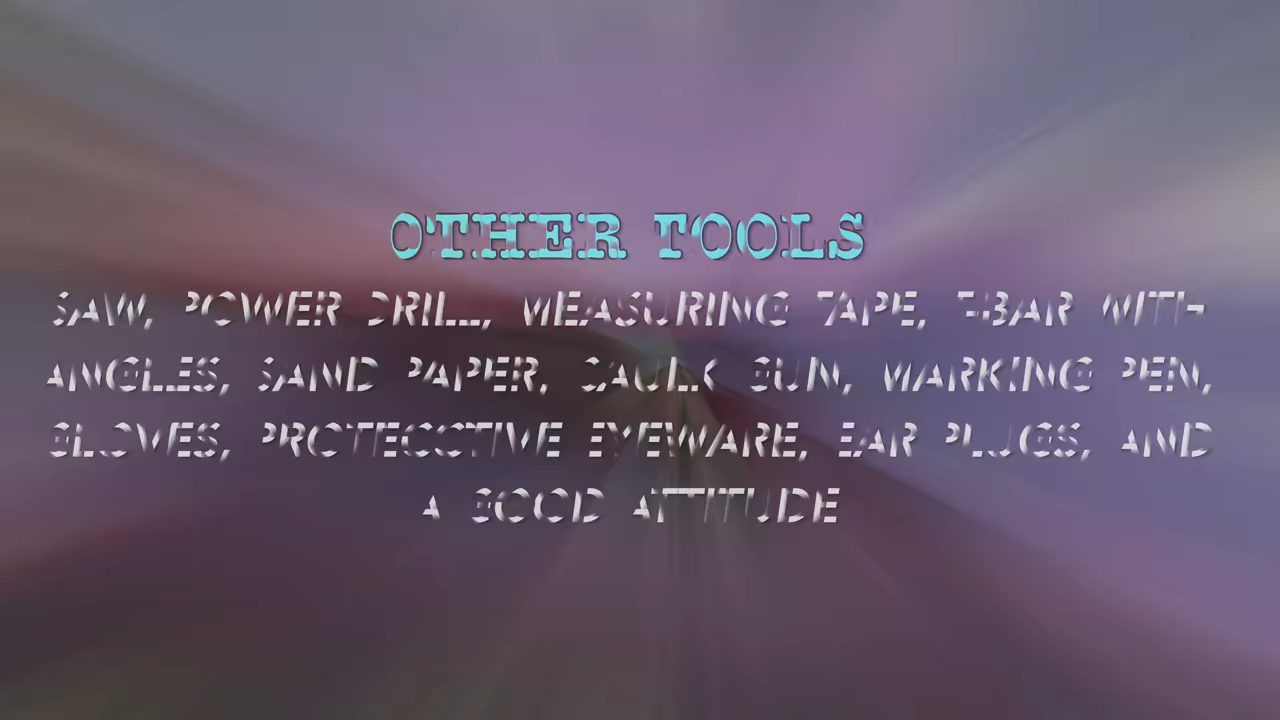 OTHER TOOLS
SAW, POWER DRILL, MEASURING TAPE, T-BAR WITH
ANGLES, SAND PAPER, CAULK GUN, MARKING PEN,
GLOVES, PROTECCTIVE EYEWARE, EAR PLUGS, AND
A GOOD ATTITUDE